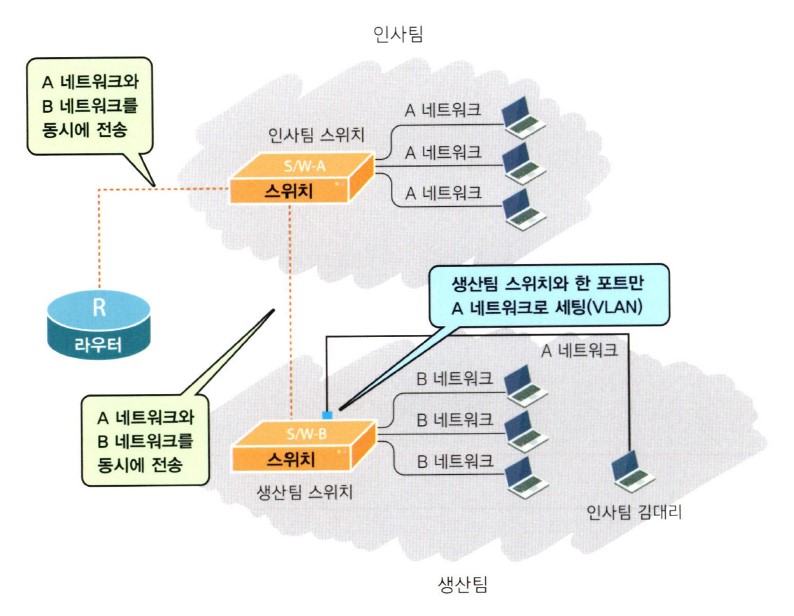 인사팀
A 네트워크와
B 네트워크를
동시에 전송
인사팀 스위치
S/W-A
스위치
A 네트워크
A 네트워크
A 네트워크
R
라우터
생산팀 스위치와 한 포트만
A 네트워크로 세팅(VLAN)
A 네트워크
A 네트워크와
B 네트워크를
동시에 전송
S/W-B
스위치
생산팀 스위치
B 네트워크
B 네트워크
B 네트워크
인사팀 김대리
생산팀